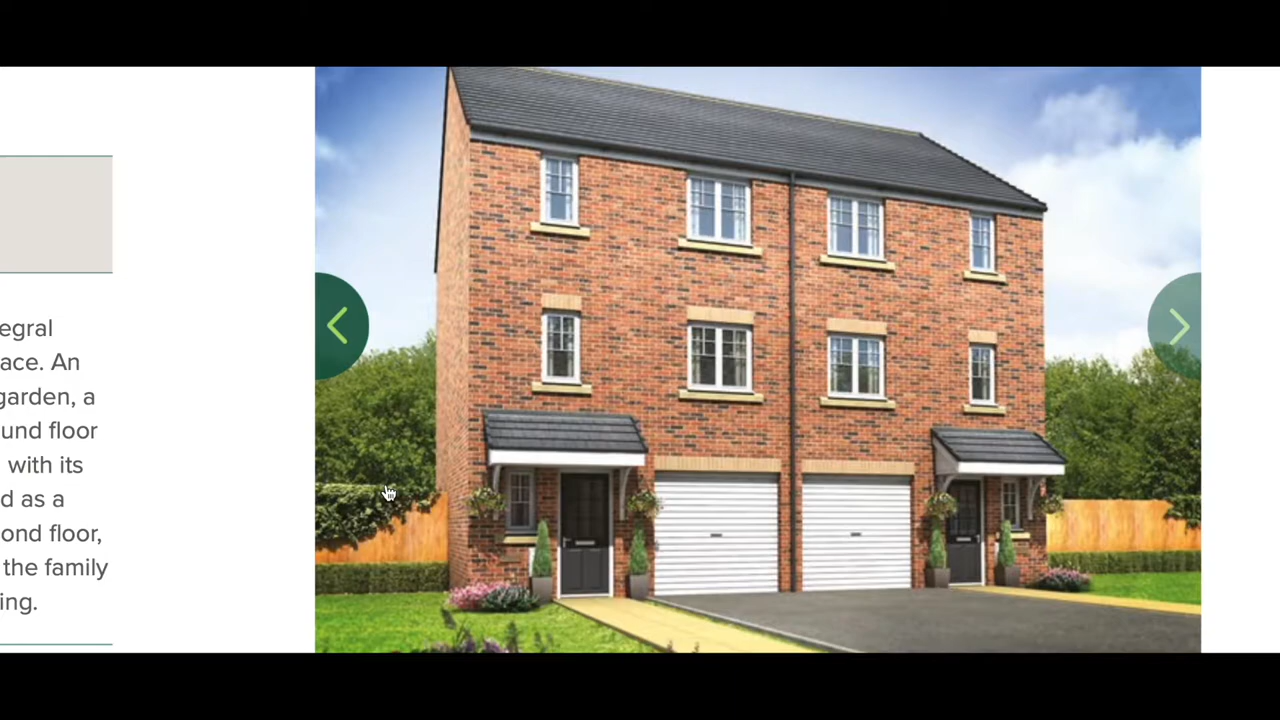 egral
ace. An
garden, a
und floor
with its
d as a
ond floor,
the family
ing.